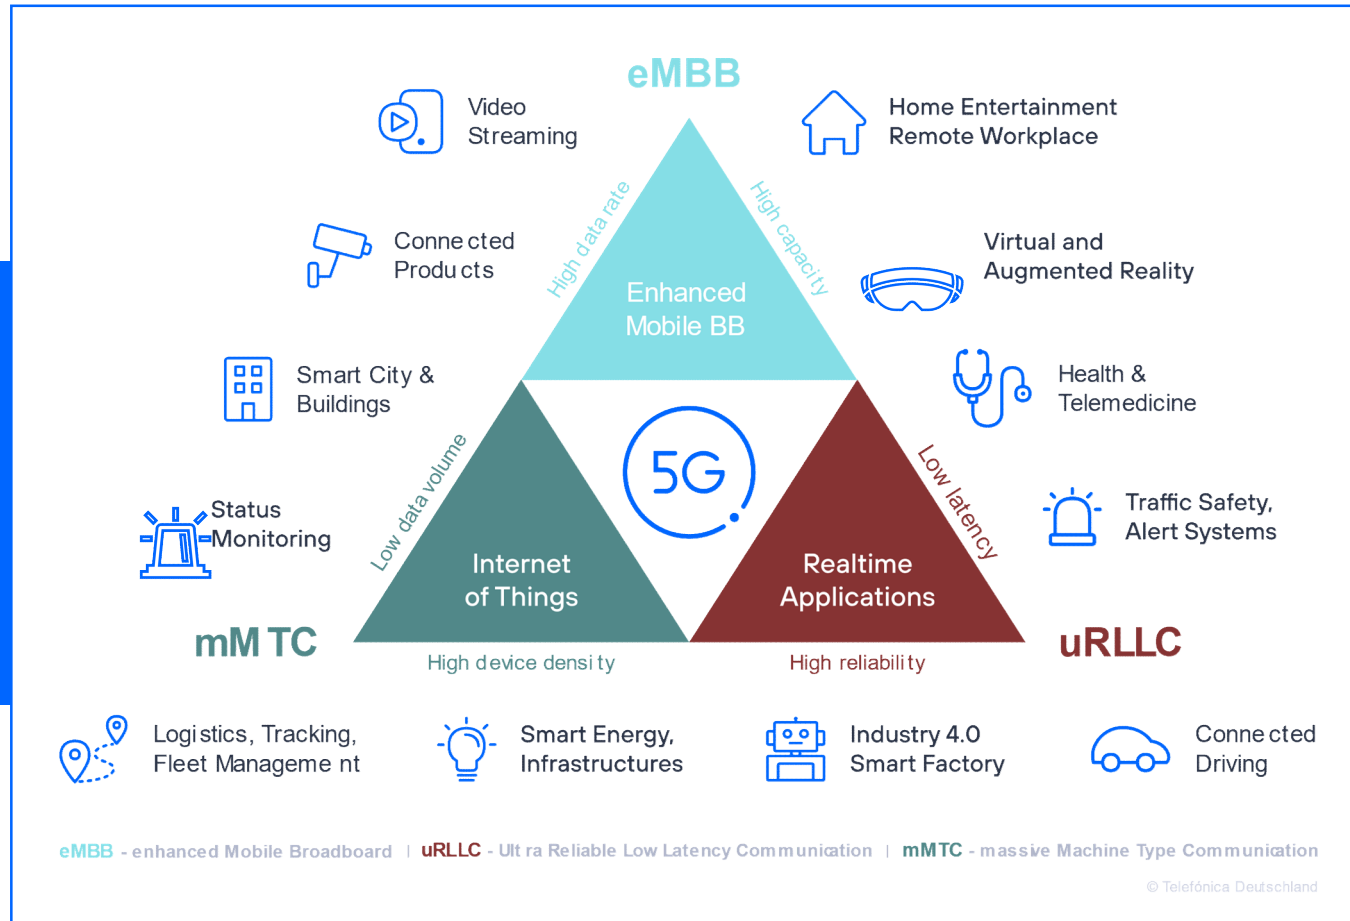 eMBB
Video
Streaming
Home Entertainment
Remote Workplace
High data rate
High capacity
Connected
Products
Virtual and
Augmented Reality
Enhanced
Mobile BB
Smart City &
Buildings
Health &
Telemedicine
5G
Low data volume
Low latency
Status
Monitoring
Traffic Safety,
Alert Systems
Internet
of Things
Realtime
Applications
mMTC
uRLLC
High device density
High reliability
Logistics, Tracking,
Fleet Management
Smart Energy,
Infrastructures
Industry 4.0
Smart Factory
Connected
Driving
eMBB - enhanced Mobile Broadboard | uRLLC - Ultra Reliable Low Latency Communication | mMTC - massive Machine Type Communication
© Telefónica Deutschland